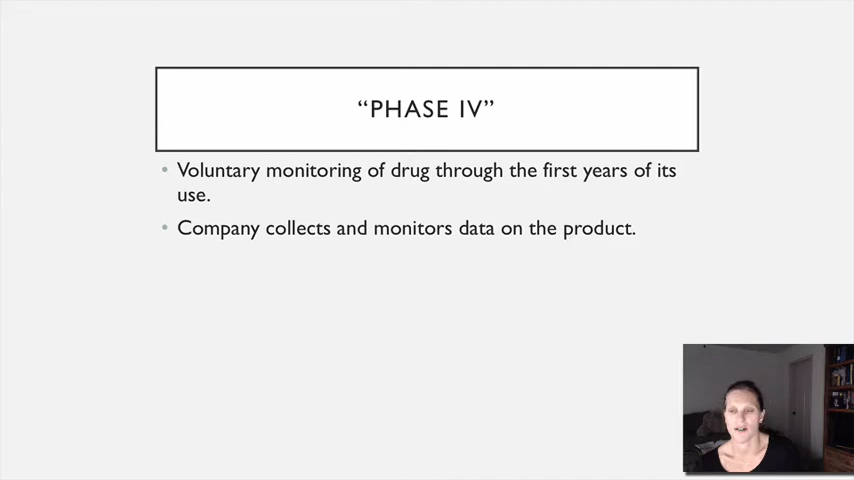 “PHASE IV”
• Voluntary monitoring of drug through the first years of its
use.
• Company collects and monitors data on the product.